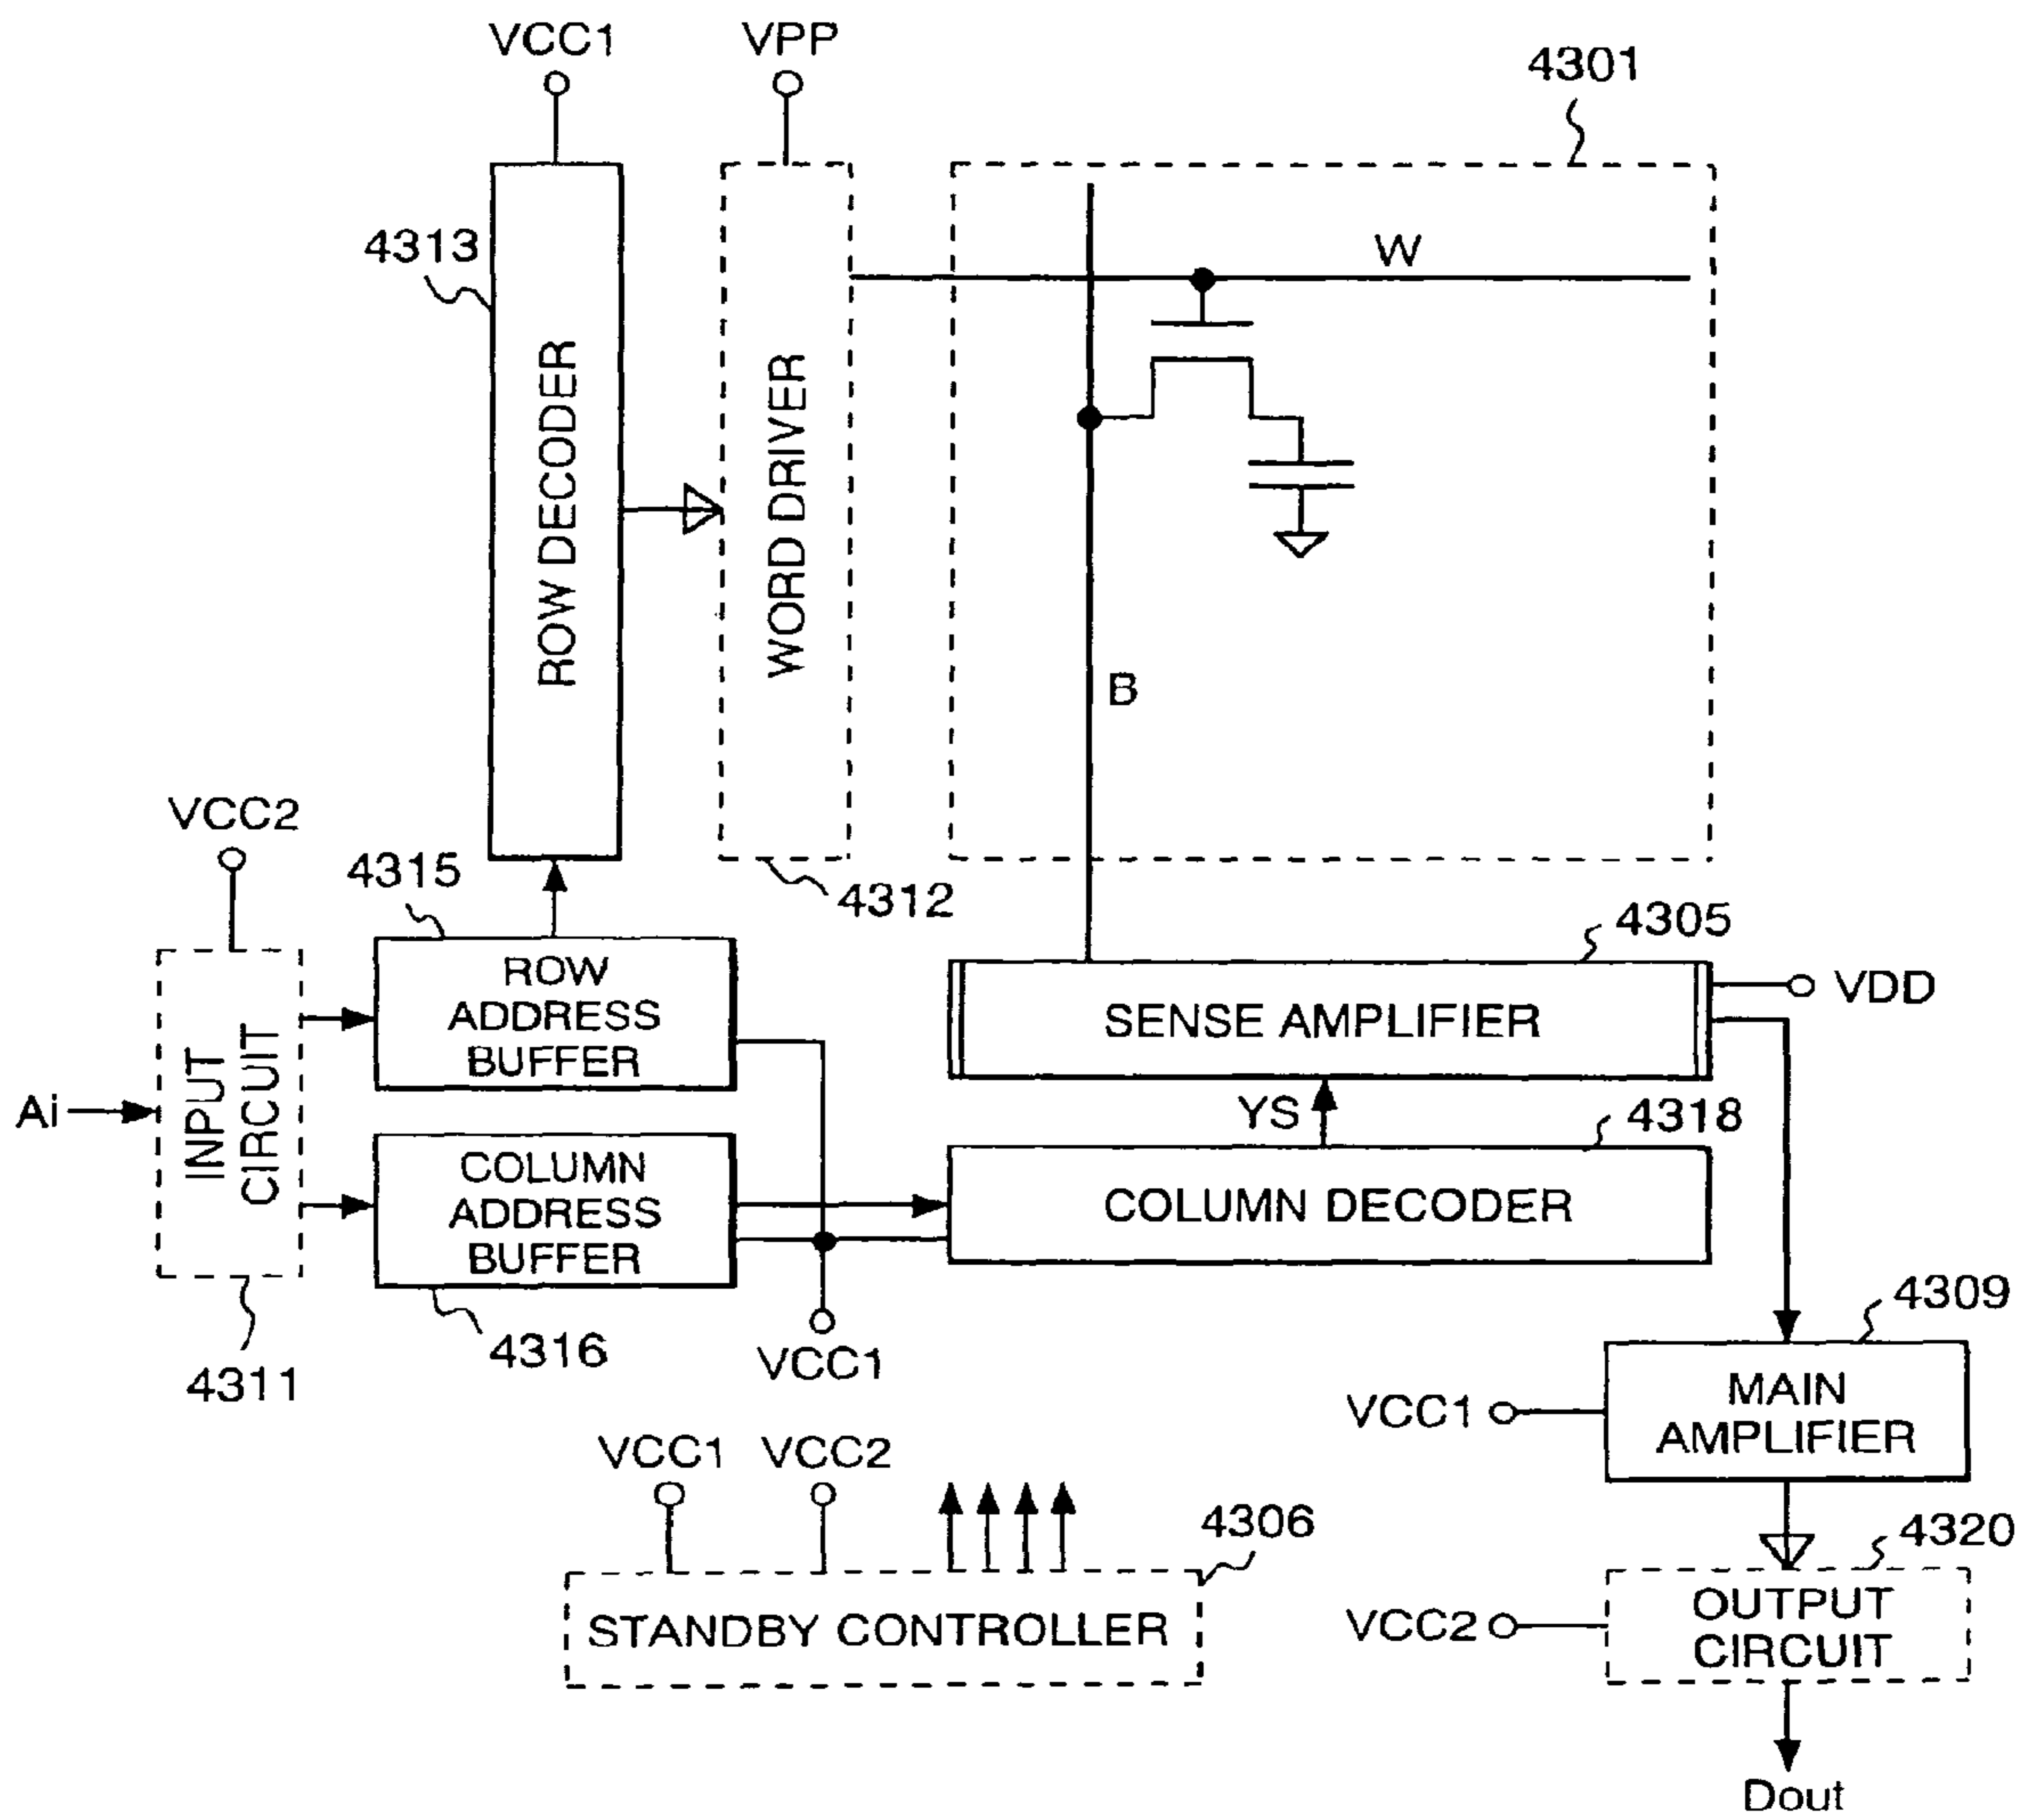 VCC1
VPP
4301
4313
W
ROW DECODER
WORD DRIVER
B
VCC2
4315
4312
4305
ROW
ADDRESS
BUFFER
VDD
SENSE AMPLIFIER
Ai
INPUT
CIRCUIT
YS
4318
COLUMN
ADDRESS
BUFFER
COLUMN DECODER
4309
4316
VCC1
4311
MAIN
AMPLIFIER
VCC1
VCC1
VCC2
4306
4320
STANDBY CONTROLLER
VCC2
OUTPUT
CIRCUIT
Dout